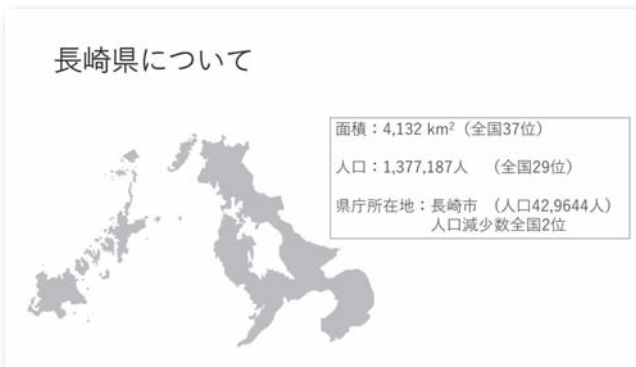 長崎県について
面積：4,132 km²（全国37位）
人口：1,377,187人　（全国29位）
県庁所在地：長崎市　（人口42,9644人）
人口減少数全国2位